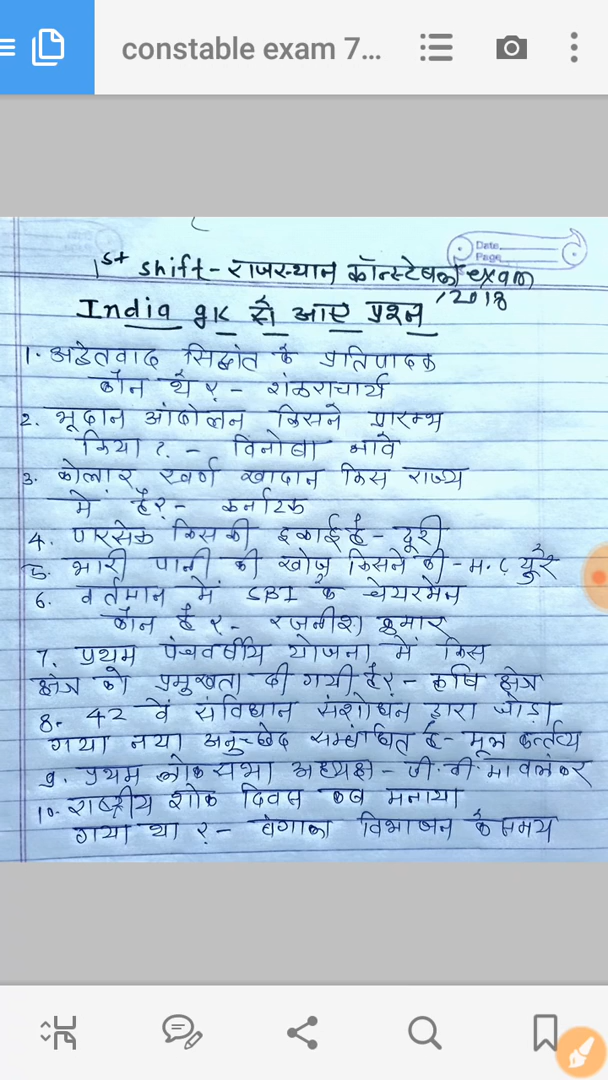 constable exam 7...
Date
Page
1st shift - राजस्थान कॉन्स्टेबल exam
, 2018
India gk से आए प्रश्न
1. अद्वैतवाद सिद्धांत के प्रतिपादक
कौन थे ? - शंकराचार्य
2. भूदान आंदोलन किसने प्रारम्भ
किया ? - विनोबा भावे
3. कोलार स्वर्ण खादान किस राज्य
में है ? - कर्नाटक
4. पारसेक किसकी इकाई है - दूरी
5. भारी पानी की खोज किसने की - H.C यूरे
6. वर्तमान में SBI के चेयरमेन
कौन है ? - रजनीश कुमार
7. प्रथम पंचवर्षीय योजना में किस
क्षेत्र को प्रमुखता दी गयी है ? - कृषि क्षेत्र
8. 42 वें संविधान संशोधन द्वारा जोड़ा
गया नया अनुच्छेद सम्बंधित है - मूल कर्त्तव्य
9. प्रथम लोक सभा अध्यक्ष - जी. वी. मावलंकर
10. राष्ट्रीय शोक दिवस कब मनाया
गया था ? - बंगाल विभाजन के समय